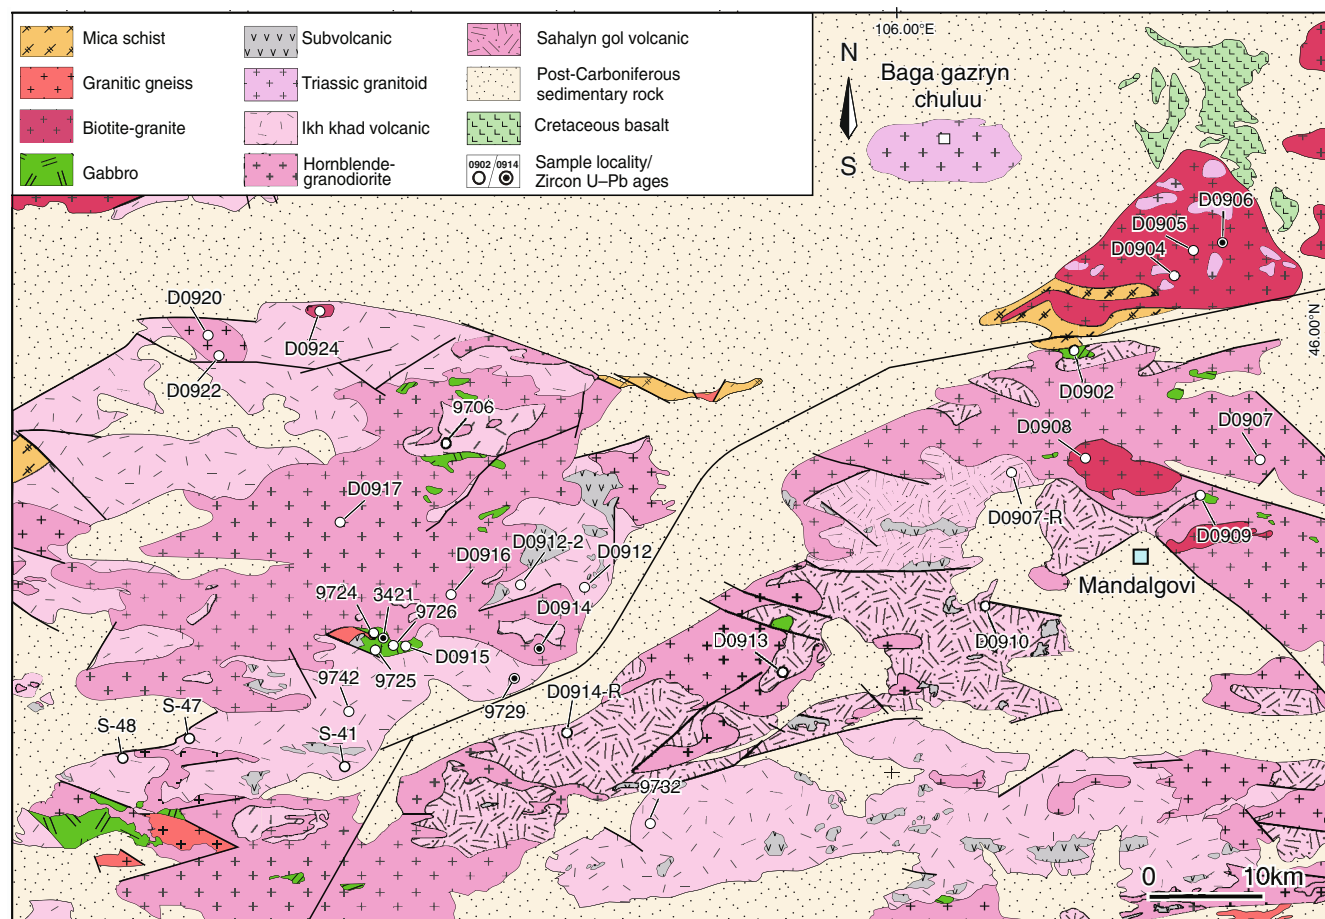 Mica schist
Granitic gneiss
Biotite-granite
Gabbro
Subvolcanic
Triassic granitoid
Ikh khad volcanic
Hornblende-
granodiorite
Sahalyn gol volcanic
Post-Carboniferous
sedimentary rock
Cretaceous basalt
0902 / 0914
Sample locality/
Zircon U–Pb ages
106.00°E
N
S
Baga gazryn
chuluu
46.00°N
D0906
D0905
D0904
D0920
D0924
D0922
D0902
9706
D0908
D0907
D0917
D0907-R
D0909
D0916
D0912-2
D0912
Mandalgovi
9724
3421
9726
D0914
D0915
D0913
D0910
9725
9742
D0914-R
9729
S-47
S-48
S-41
9732
0
10km